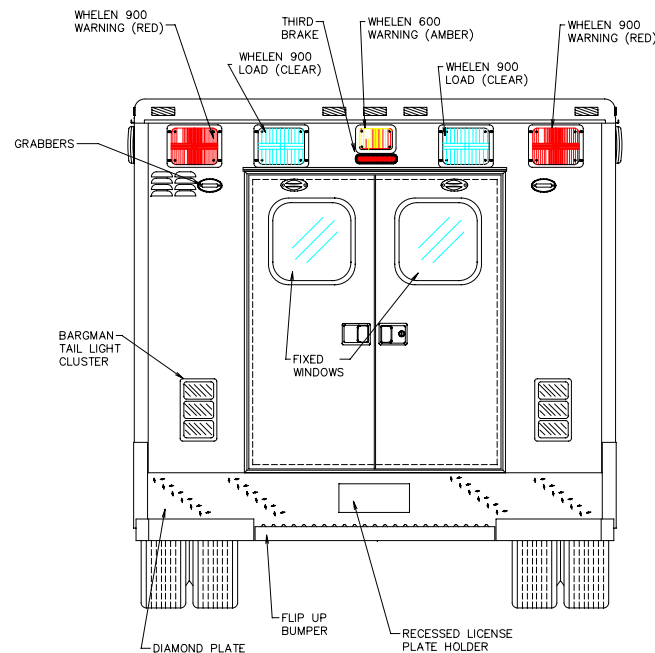 WHELEN 900
WARNING (RED)
THIRD
BRAKE
WHELEN 600
WARNING (AMBER)
WHELEN 900
WARNING (RED)
WHELEN 900
LOAD (CLEAR)
WHELEN 900
LOAD (CLEAR)
GRABBERS
BARGMAN
TAIL LIGHT
CLUSTER
FIXED
WINDOWS
FLIP UP
BUMPER
RECESSED LICENSE
PLATE HOLDER
DIAMOND PLATE